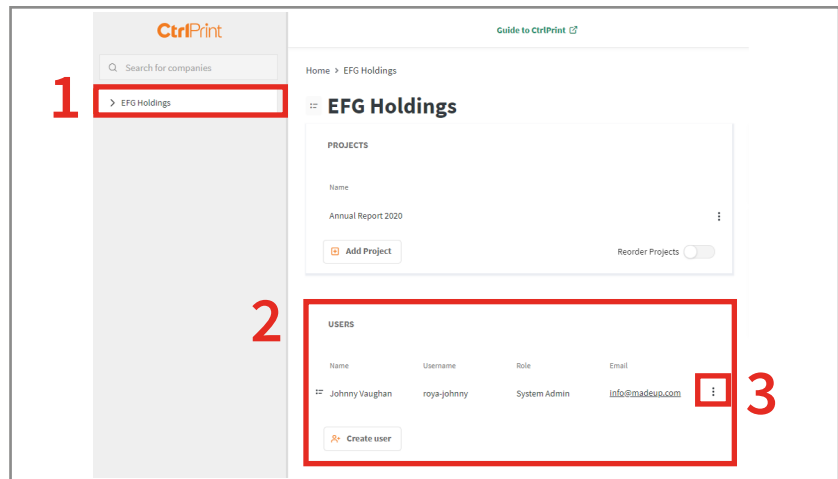 CtrlPrint
Guide to CtrlPrint
Search for companies
Home > EFG Holdings
1
> EFG Holdings
EFG Holdings
PROJECTS
Name
Annual Report 2020
Add Project
Reorder Projects
2
USERS
Name Username Role Email
Johnny Vaughan roya-johnny System Admin info@madeup.com
3
Create user